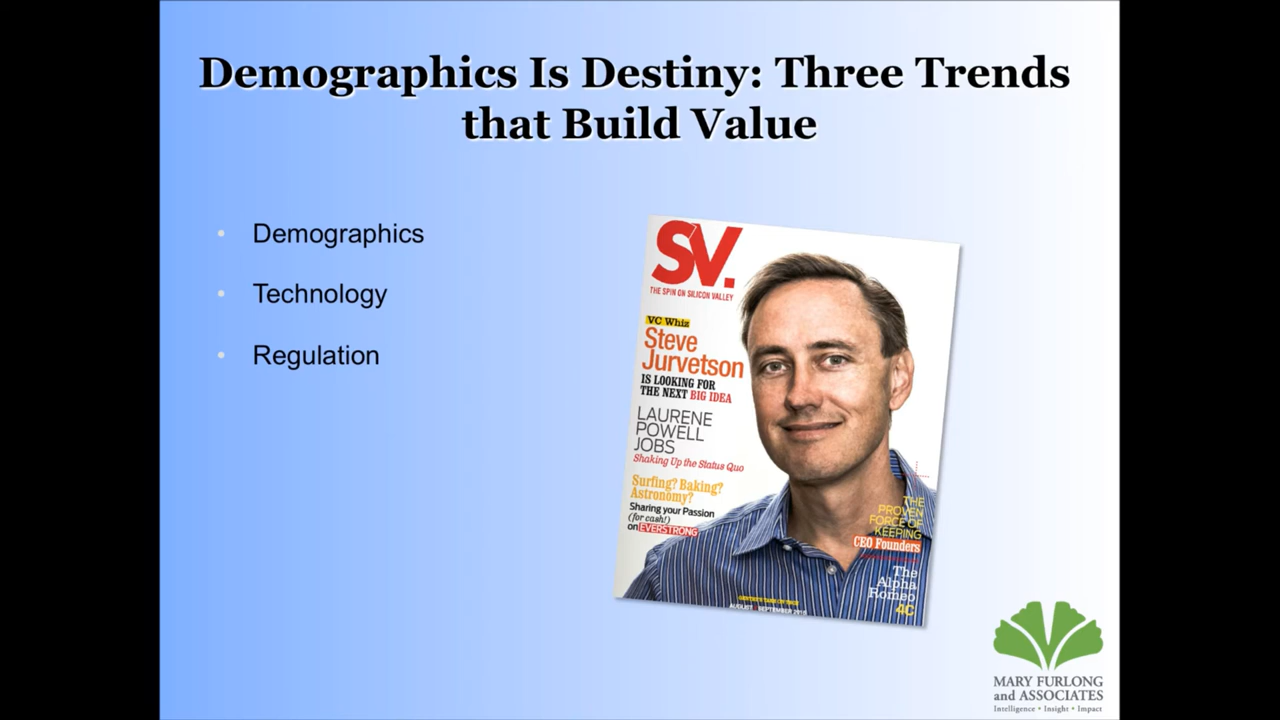 Demographics Is Destiny: Three Trends
that Build Value
• Demographics
• Technology
• Regulation
SV.
THE SPIN ON SILICON VALLEY
VC Whiz
Steve
Jurvetson
IS LOOKING FOR
THE NEXT BIG IDEA
LAURENE
POWELL
JOBS
Shaking Up the Status Quo
Surfing? Baking?
Astronomy?
Sharing your Passion
(for cash!)
on EVERSTRONG
THE
PROVEN
FORCE OF
KEEPING
CEO Founders
The
Alpha
Romeo
4C
MARY FURLONG
and ASSOCIATES
Intelligence • Insight • Impact